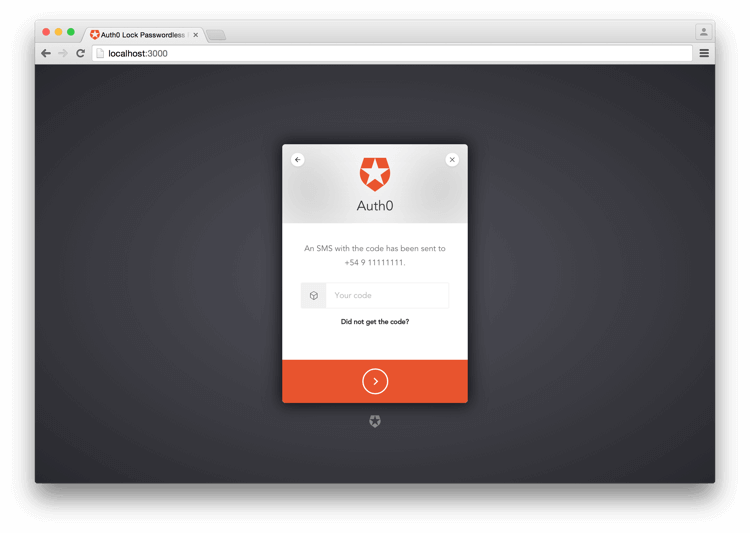 Auth0 Lock Passwordless
localhost:3000
Auth0
An SMS with the code has been sent to
+54 9 11111111.
Your code
Did not get the code?